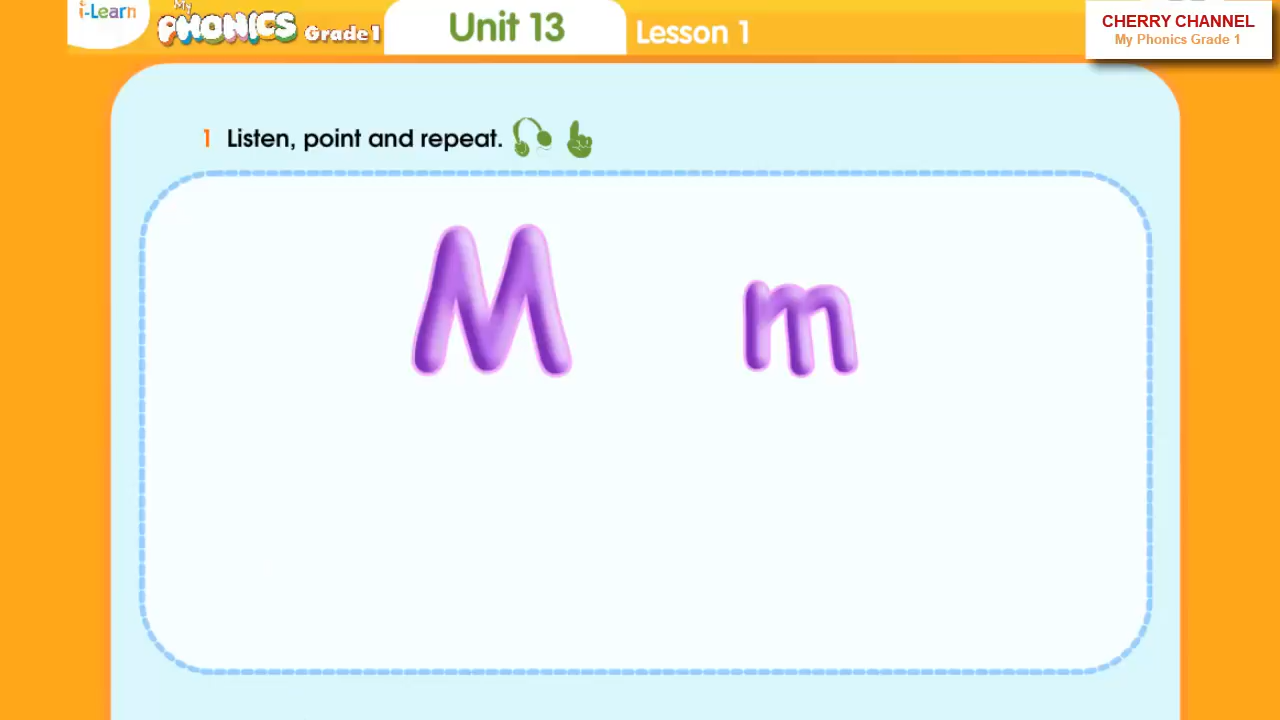 i-Learn
My
PHONICS Grade 1
Unit 13
Lesson 1
CHERRY CHANNEL
My Phonics Grade 1
1 Listen, point and repeat.
M m